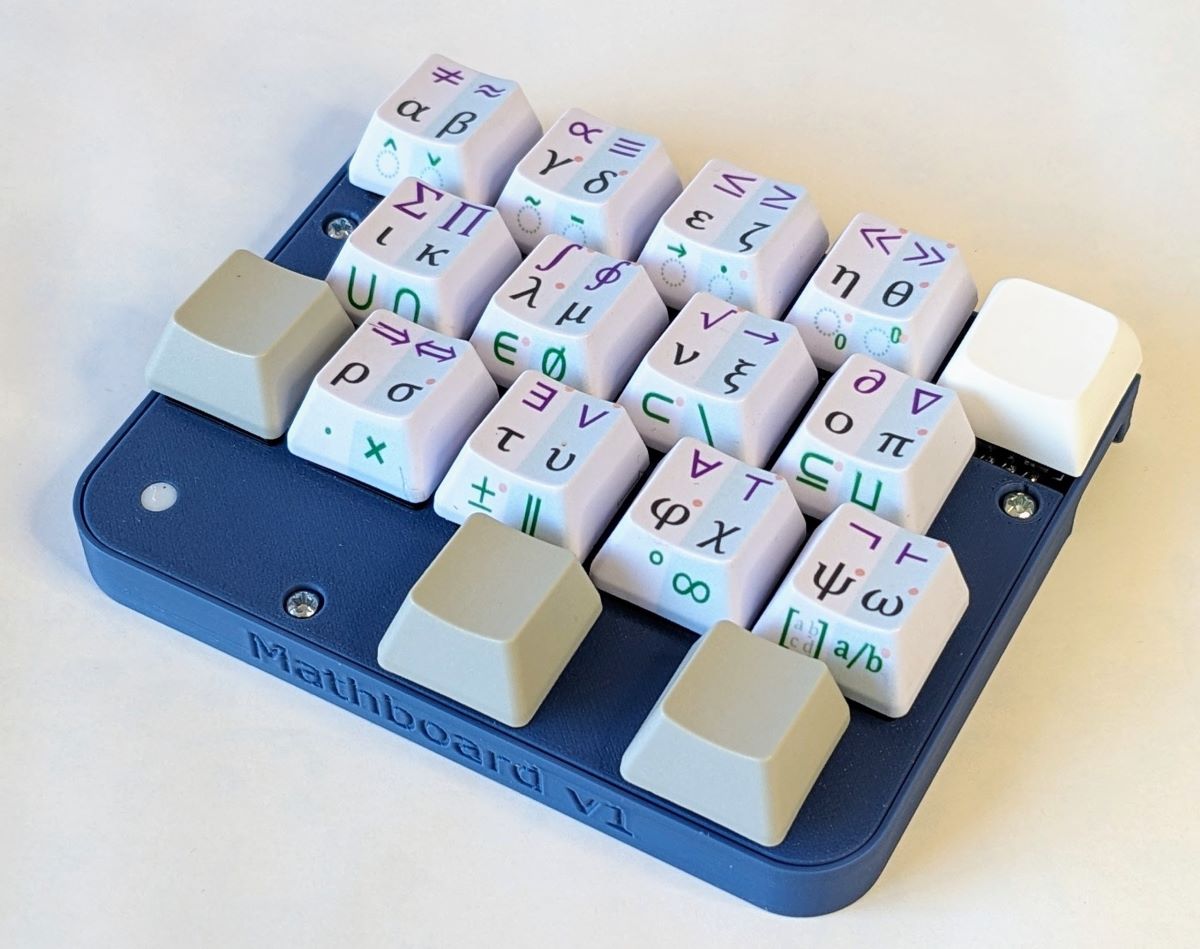 ≠ ≈
α β
^ ˇ
∝ ≡
γ δ
~ ¯
≤ ≥
ε ζ
→ ˙
≪ ≫
η θ
Σ Π
ι κ
∪ ∩
∫ ∮
λ μ
∈ ∅
√ →
ν ξ
⊂ \
∂ ∇
ο π
⊆ ⊔
⇒ ⇔
ρ σ
· ×
∃ ∨
τ υ
± ∥
∀ ⊤
φ χ
° ∞
¬ ⊢
ψ ω
[a b
c d] a/b
Mathboard v1